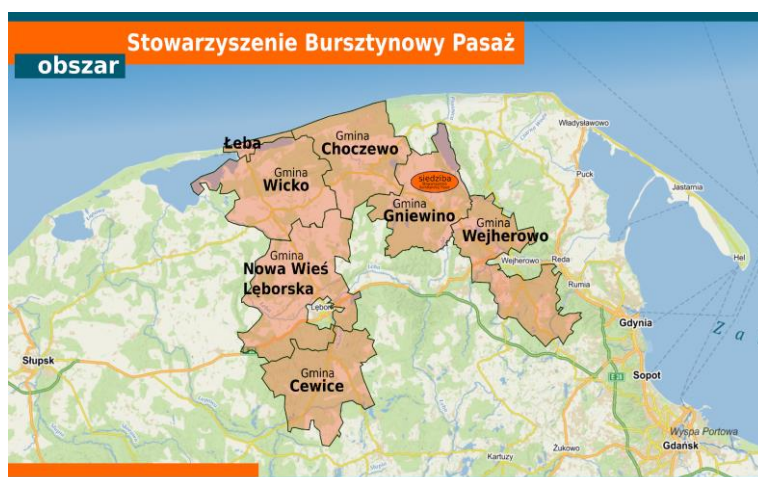 Stowarzyszenie Bursztynowy Pasaż
obszar
Łeba
Gmina
Choczewo
Gmina
Wicko
siedziba
Gmina
Gniewino
Gmina
Wejherowo
Gmina
Nowa Wieś
Lęborska
Gmina
Cewice
Władysławowo
Puck
Jastarnia
Hel
Wejherowo
Reda
Rumia
Gdynia
Z a
Słupsk
E28
Sopot
Wyspa Portowa
Gdańsk
Żukowo
Kartuzy